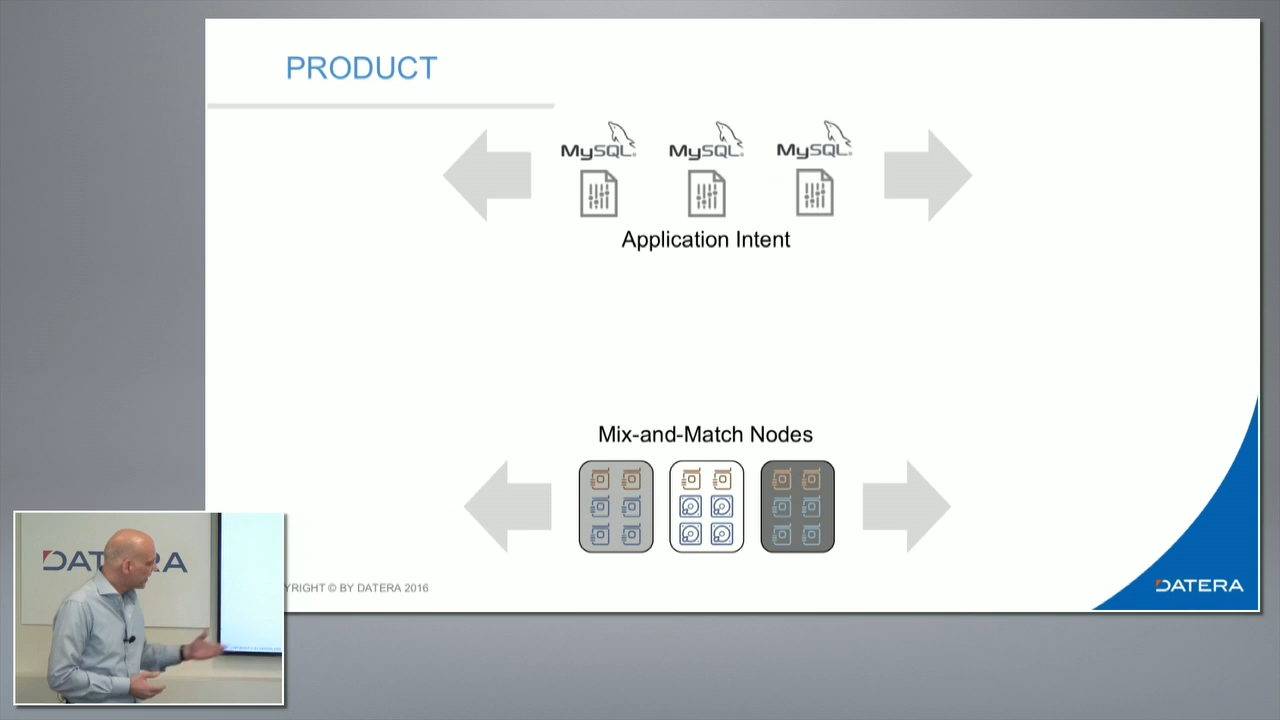 PRODUCT
MySQL® MySQL® MySQL®
Application Intent
Mix-and-Match Nodes
YRIGHT © BY DATERA 2016
DATERA
DATERA